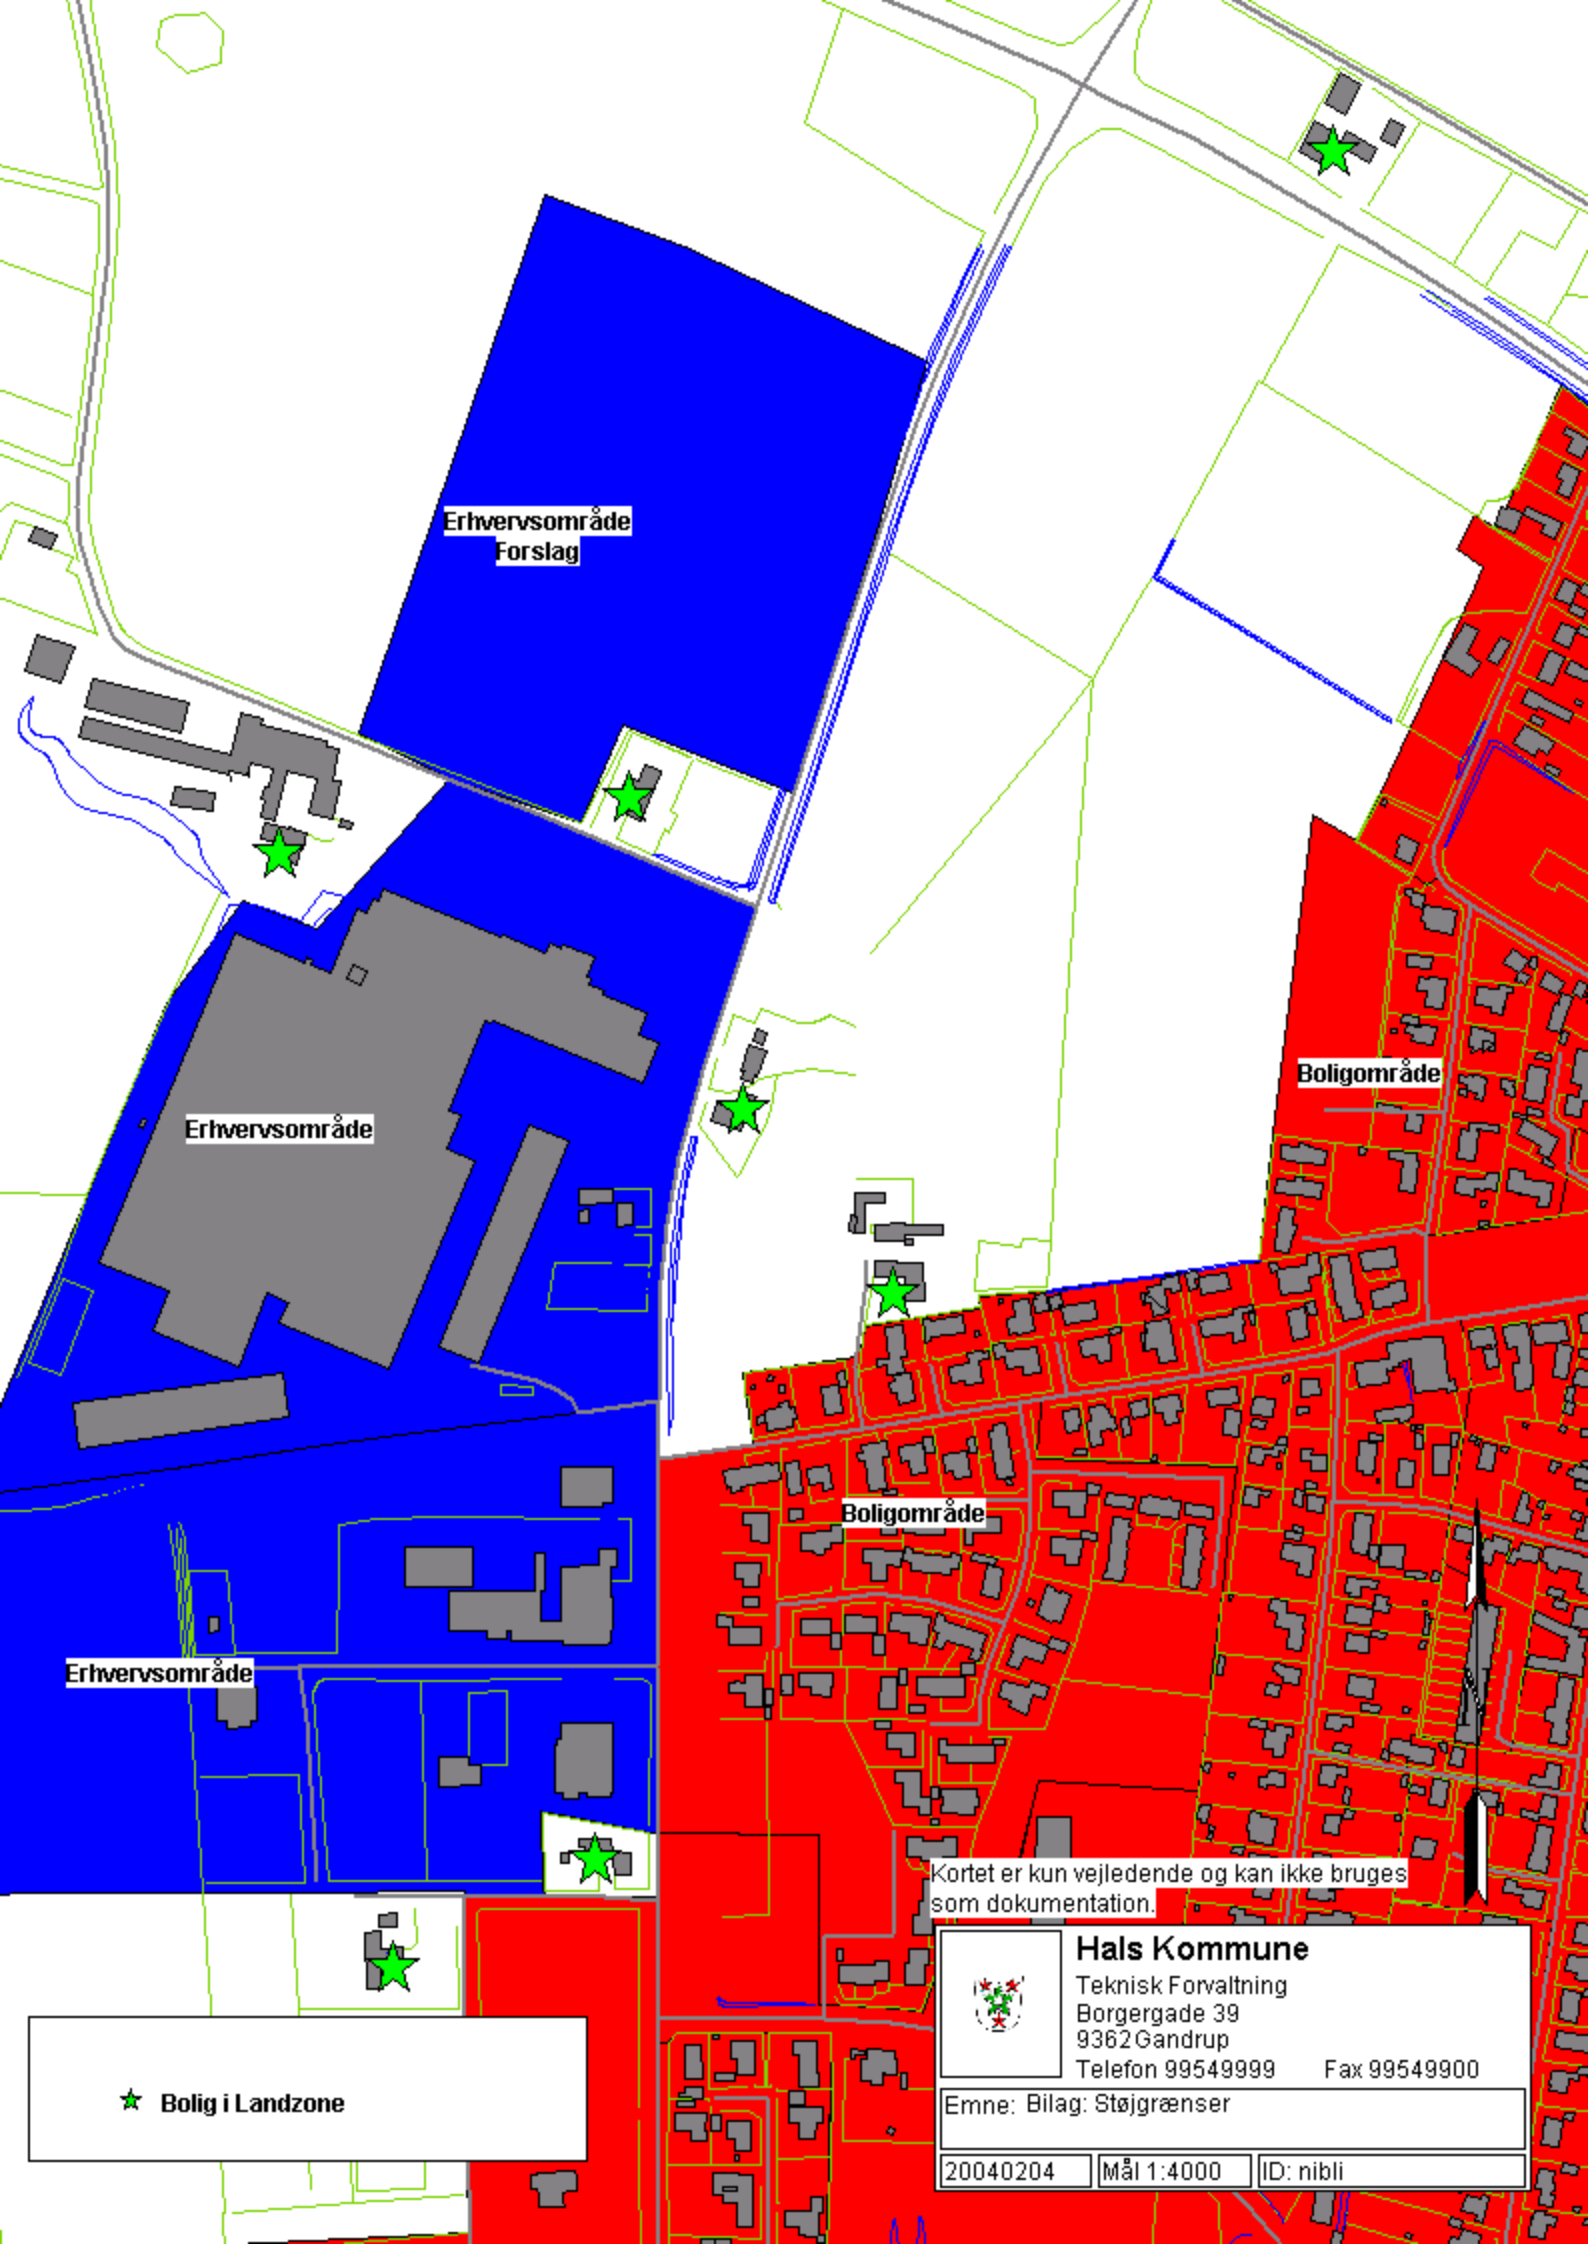 Erhvervsområde
Forslag
Boligområde
Erhvervsområde
Boligområde
Erhvervsområde
Kortet er kun vejledende og kan ikke bruges
som dokumentation.
Hals Kommune
Teknisk Forvaltning
Borgergade 39
9362 Gandrup
Telefon 99549999 Fax 99549900
Bolig i Landzone
Emne: Bilag: Støjgrænser
20040204 Mål 1:4000 ID: nibli